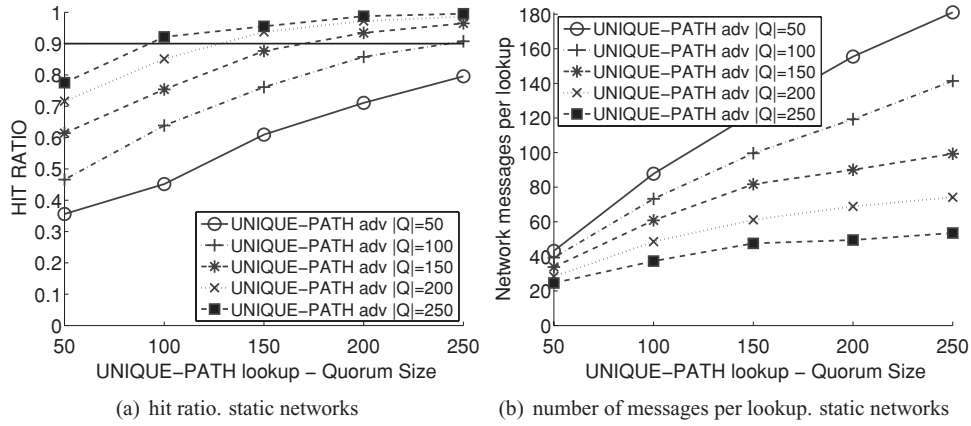 HIT RATIO
1
0.9
0.8
0.7
0.6
0.5
0.4
0.3
0.2
0.1
0
50
100
150
200
250
UNIQUE−PATH lookup − Quorum Size
UNIQUE−PATH adv |Q|=50
UNIQUE−PATH adv |Q|=100
UNIQUE−PATH adv |Q|=150
UNIQUE−PATH adv |Q|=200
UNIQUE−PATH adv |Q|=250
(a) hit ratio. static networks
Network messages per lookup
180
160
140
120
100
80
60
40
20
0
50
100
150
200
250
UNIQUE−PATH lookup − Quorum Size
UNIQUE−PATH adv |Q|=50
UNIQUE−PATH adv |Q|=100
UNIQUE−PATH adv |Q|=150
UNIQUE−PATH adv |Q|=200
UNIQUE−PATH adv |Q|=250
(b) number of messages per lookup. static networks